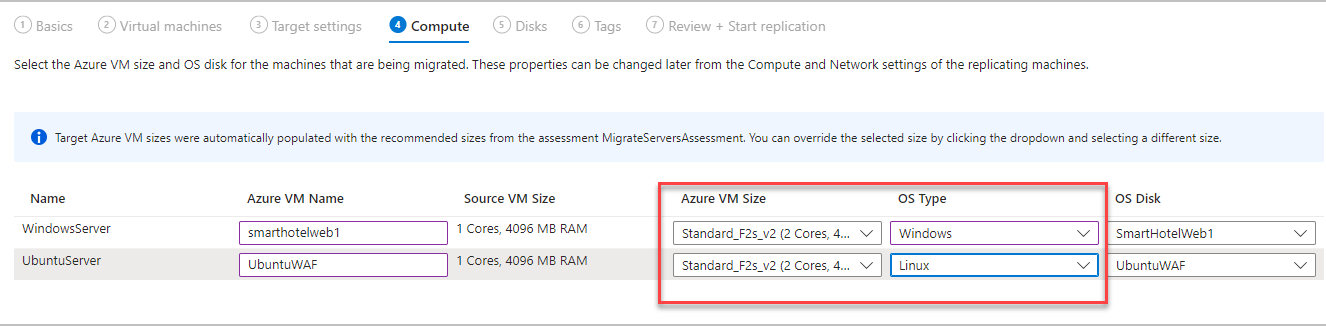 1 Basics 2 Virtual machines 3 Target settings 4 Compute 5 Disks 6 Tags 7 Review + Start replication
Select the Azure VM size and OS disk for the machines that are being migrated. These properties can be changed later from the Compute and Network settings of the replicating machines.
Target Azure VM sizes were automatically populated with the recommended sizes from the assessment MigrateServersAssessment. You can override the selected size by clicking the dropdown and selecting a different size.
Name Azure VM Name Source VM Size Azure VM Size OS Type OS Disk
WindowsServer smarthotelweb1 1 Cores, 4096 MB RAM Standard_F2s_v2 (2 Cores, 4... Windows SmartHotelWeb1
UbuntuServer UbuntuWAF 1 Cores, 4096 MB RAM Standard_F2s_v2 (2 Cores, 4... Linux UbuntuWAF